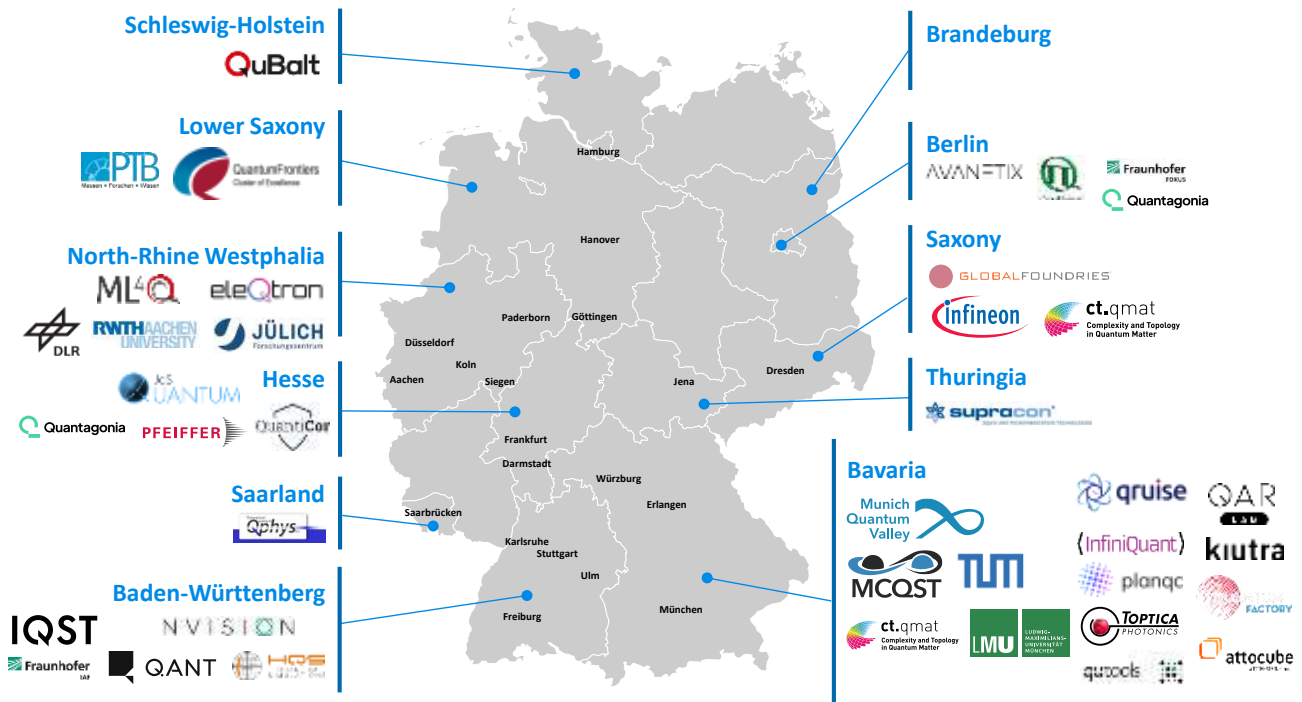 Schleswig-Holstein
QuBalt
Lower Saxony
PTB
Messen • Forschen • Wissen
QuantumFrontiers
Cluster of Excellence
North-Rhine Westphalia
ML4Q
eleQtron
DLR
RWTHAACHEN
UNIVERSITY
JÜLICH
Forschungszentrum
Hesse
JoS
QUANTUM
Quantagonia
PFEIFFER
QuantiCor
Saarland
Qphys
Baden-Württenberg
IQST
NVISION
Fraunhofer
IAF
Q.ANT
HQS
Hamburg
Hanover
Paderborn
Göttingen
Düsseldorf
Koln
Aachen
Siegen
Jena
Dresden
Frankfurt
Darmstadt
Würzburg
Erlangen
Saarbrücken
Karlsruhe
Stuttgart
Ulm
Freiburg
München
Brandeburg
Berlin
AVANETIX
Fraunhofer
FOKUS
Quantagonia
Saxony
GLOBALFOUNDRIES
infineon
ct.qmat
Complexity and Topology
in Quantum Matter
Thuringia
supracon
Bavaria
Munich
Quantum
Valley
MCQST
TUM
ct.qmat
Complexity and Topology
in Quantum Matter
LMU
LUDWIG-
MAXIMILIANS-
UNIVERSITÄT
MÜNCHEN
qruise
QAR
LAB
InfiniQuant
kiutra
planqc
FACTORY
TOPTICA
PHOTONICS
attocube
qutools